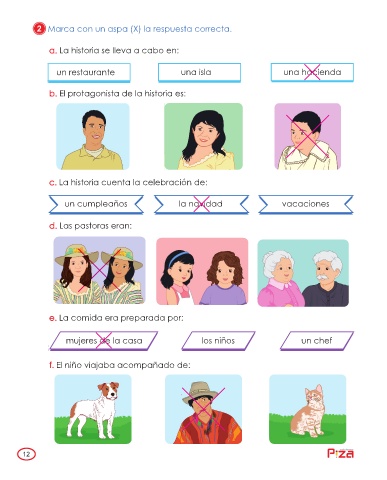 2 Marca con un aspa (X) la respuesta correcta.
a. La historia se lleva a cabo en:
un restaurante una isla una hacienda
b. El protagonista de la historia es:
c. La historia cuenta la celebración de:
un cumpleaños la navidad vacaciones
d. Las pastoras eran:
e. La comida era preparada por:
mujeres de la casa los niños un chef
f. El niño viajaba acompañado de:
12 Piza